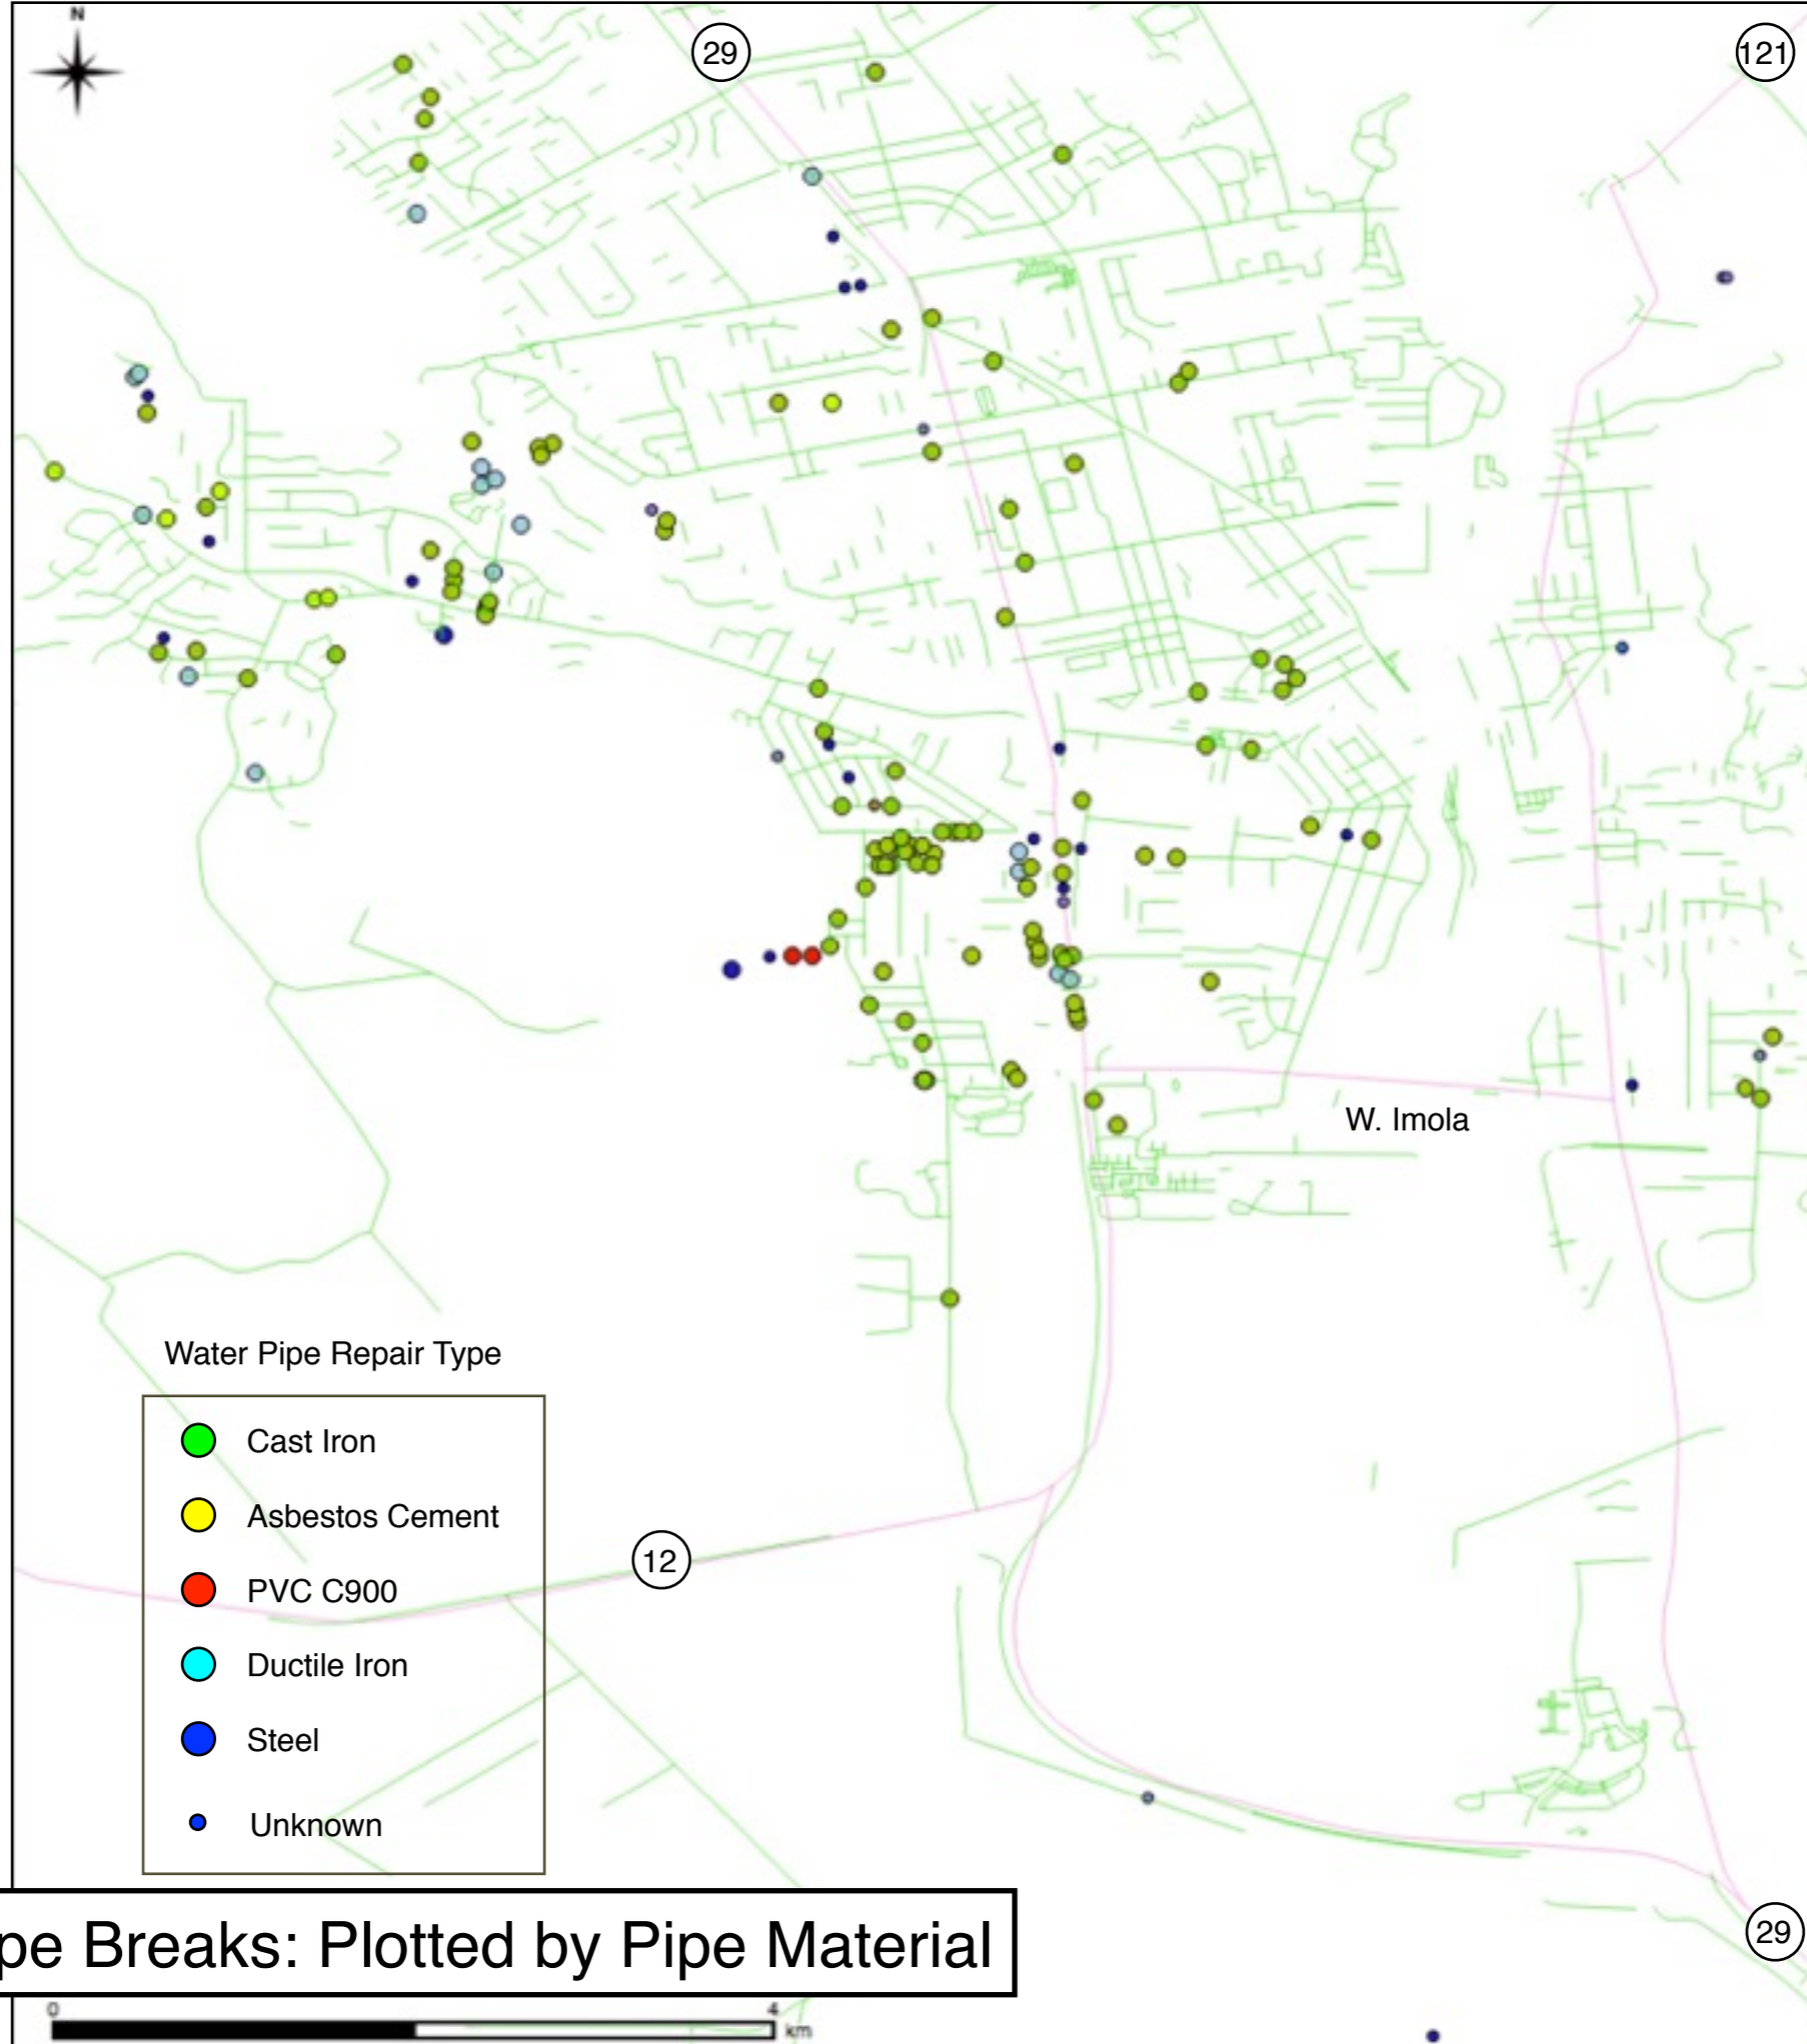 N
29
121
W. Imola
Water Pipe Repair Type
Cast Iron
Asbestos Cement
PVC C900
Ductile Iron
Steel
Unknown
12
29
pe Breaks: Plotted by Pipe Material
0 4
km